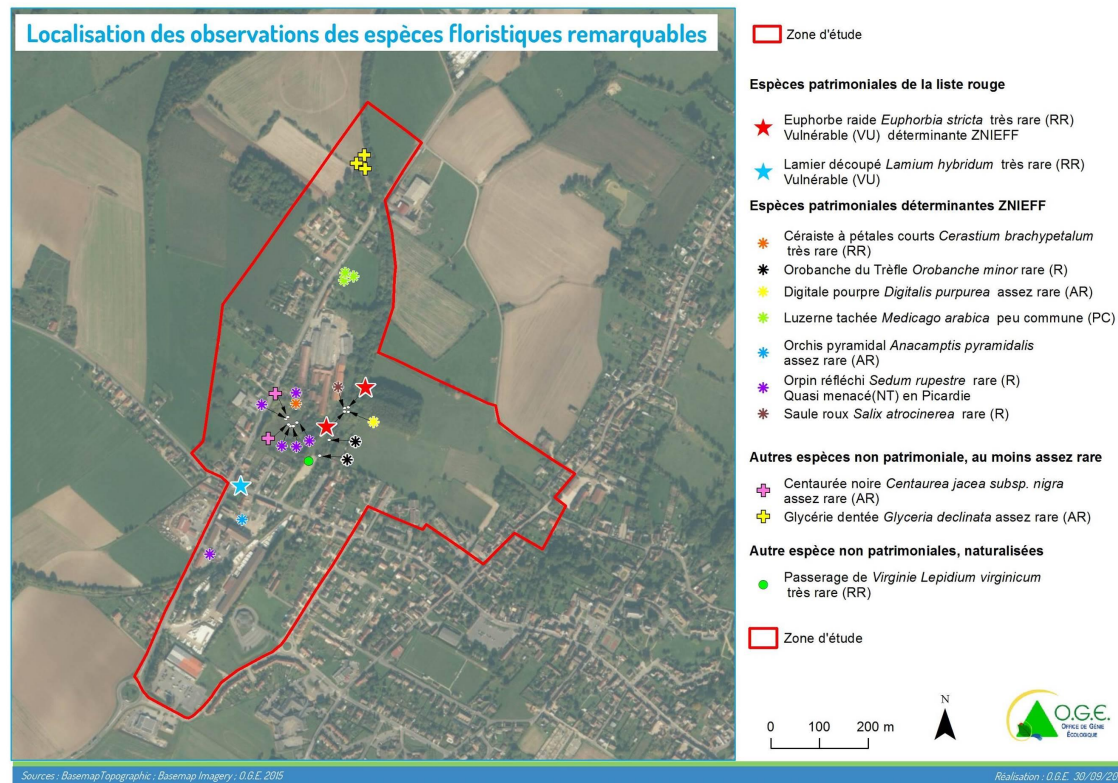 Localisation des observations des espèces floristiques remarquables
Zone d'étude
Espèces patrimoniales de la liste rouge
Euphorbe raide Euphorbia stricta très rare (RR)
Vulnérable (VU) déterminante ZNIEFF
Lamier découpé Lamium hybridum très rare (RR)
Vulnérable (VU)
Espèces patrimoniales déterminantes ZNIEFF
Céraiste à pétales courts Cerastium brachypetalum
très rare (RR)
Orobanche du Trèfle Orobanche minor rare (R)
Digitale pourpre Digitalis purpurea assez rare (AR)
Luzerne tachée Medicago arabica peu commune (PC)
Orchis pyramidal Anacamptis pyramidalis
assez rare (AR)
Orpin réfléchi Sedum rupestre rare (R)
Quasi menacé(NT) en Picardie
Saule roux Salix atrocinerea rare (R)
Autres espèces non patrimoniale, au moins assez rare
Centaurée noire Centaurea jacea subsp. nigra
assez rare (AR)
Glycérie dentée Glyceria declinata assez rare (AR)
Autre espèce non patrimoniales, naturalisées
Passerage de Virginie Lepidium virginicum
très rare (RR)
Zone d'étude
0 100 200 m
N
O.G.E.
OFFICE DE GÉNIE
ÉCOLOGIQUE
Sources : BasemapTopographic ; Basemap Imagery ; O.G.E. 2015
Réalisation : O.G.E. 30/09/20